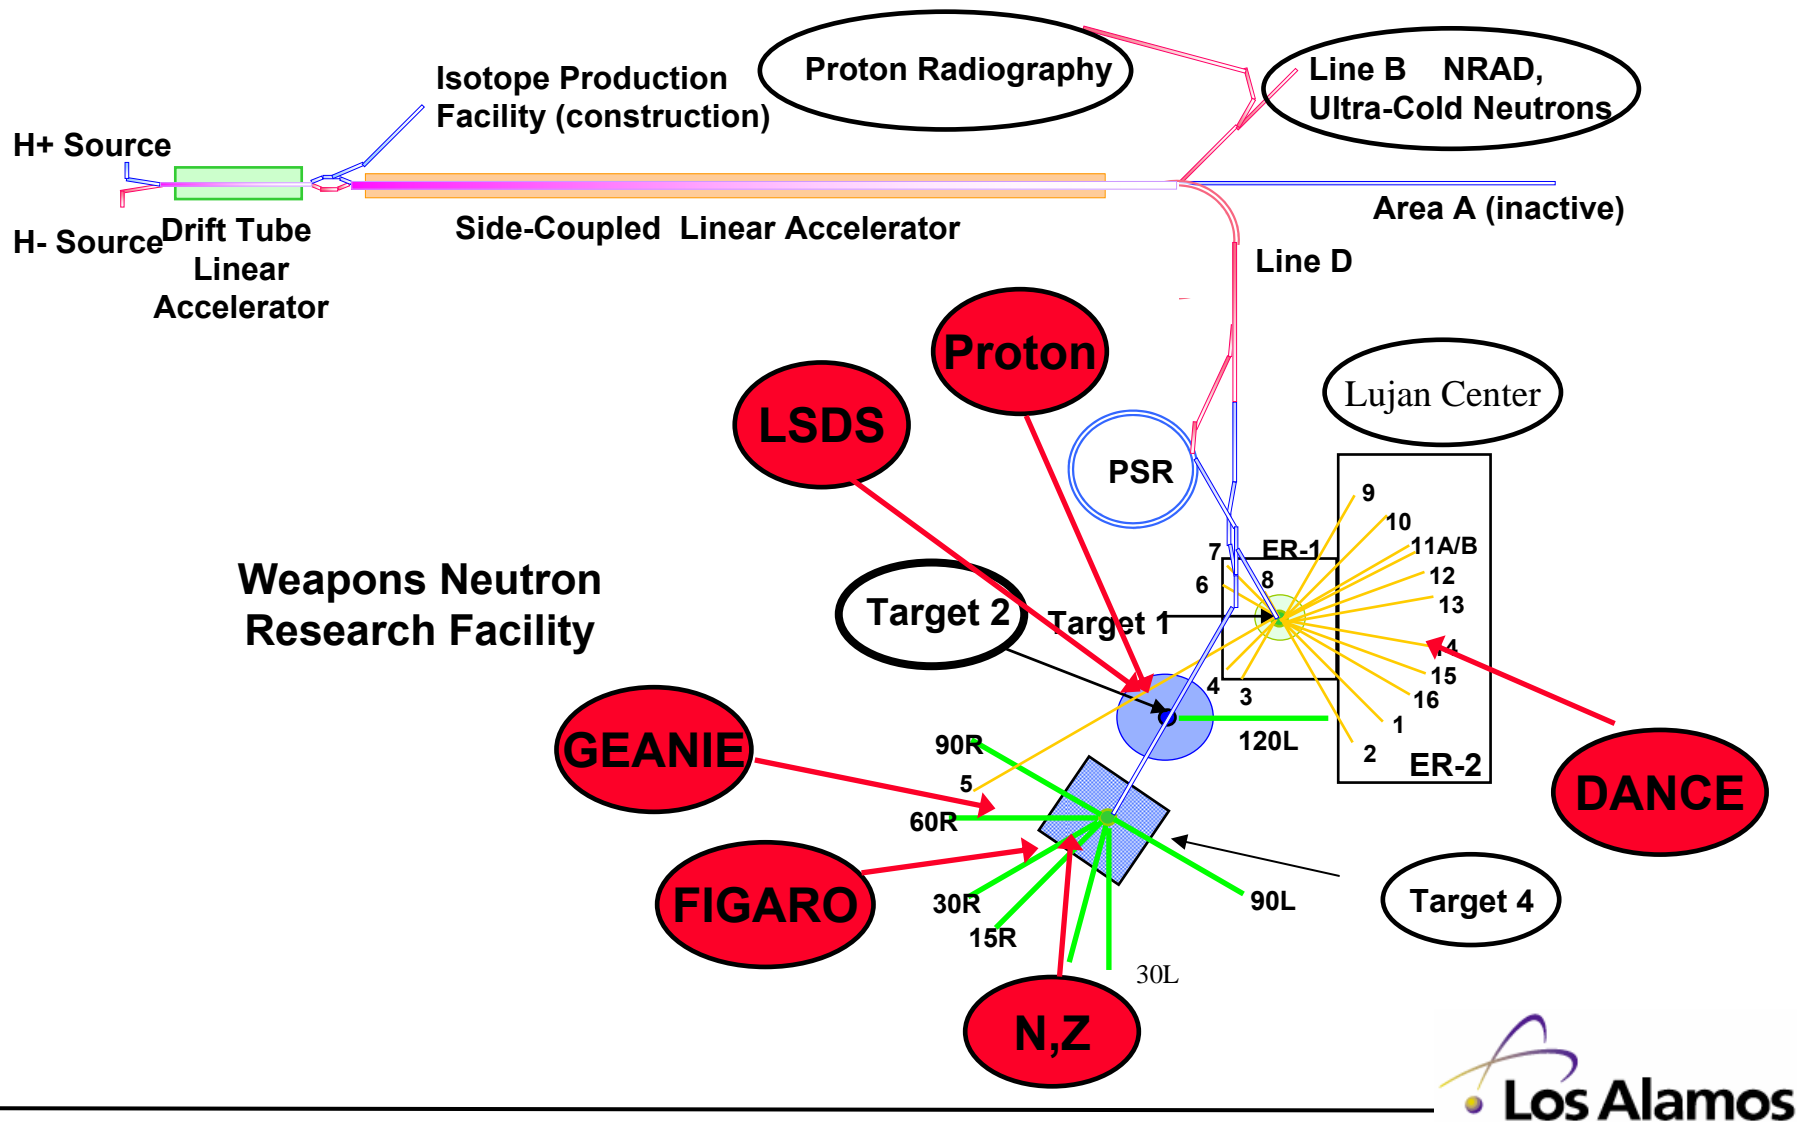 Proton Radiography
Line B NRAD,
Ultra-Cold Neutrons
Isotope Production
Facility (construction)
H+ Source
H- Source
Drift Tube
Linear
Accelerator
Side-Coupled Linear Accelerator
Area A (inactive)
Line D
Proton
LSDS
Lujan Center
PSR
9
10
11A/B
12
13
14
15
16
1
2
ER-2
ER-1
7
8
6
Target 1
Target 2
Weapons Neutron
Research Facility
4
3
120L
90R
5
60R
GEANIE
DANCE
FIGARO
30R
15R
90L
Target 4
30L
N,Z
Los Alamos